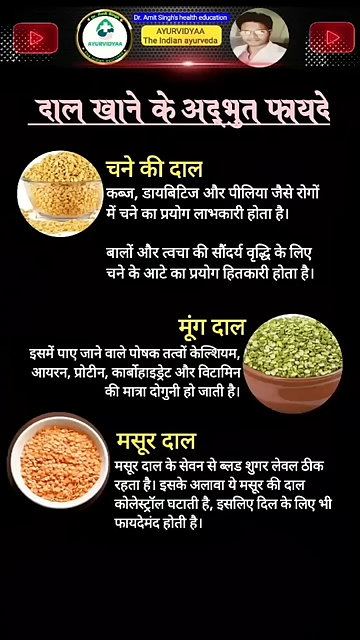 Dr. Amit Singh's health education
AYURVIDYAA
The Indian ayurveda
AYURVIDYAA
दाल खाने के अद्भुत फायदे
चने की दाल
कब्ज, डायबिटिज और पीलिया जैसे रोगों
में चने का प्रयोग लाभकारी होता है।
बालों और त्वचा की सौंदर्य वृद्धि के लिए
चने के आटे का प्रयोग हितकारी होता है।
मूंग दाल
इसमें पाए जाने वाले पोषक तत्वों केल्शियम,
आयरन, प्रोटीन, कार्बोहाइड्रेट और विटामिन
की मात्रा दोगुनी हो जाती है।
मसूर दाल
मसूर दाल के सेवन से ब्लड शुगर लेवल ठीक
रहता है। इसके अलावा ये मसूर की दाल
कोलेस्ट्रॉल घटाती है, इसलिए दिल के लिए भी
फायदेमंद होती है।